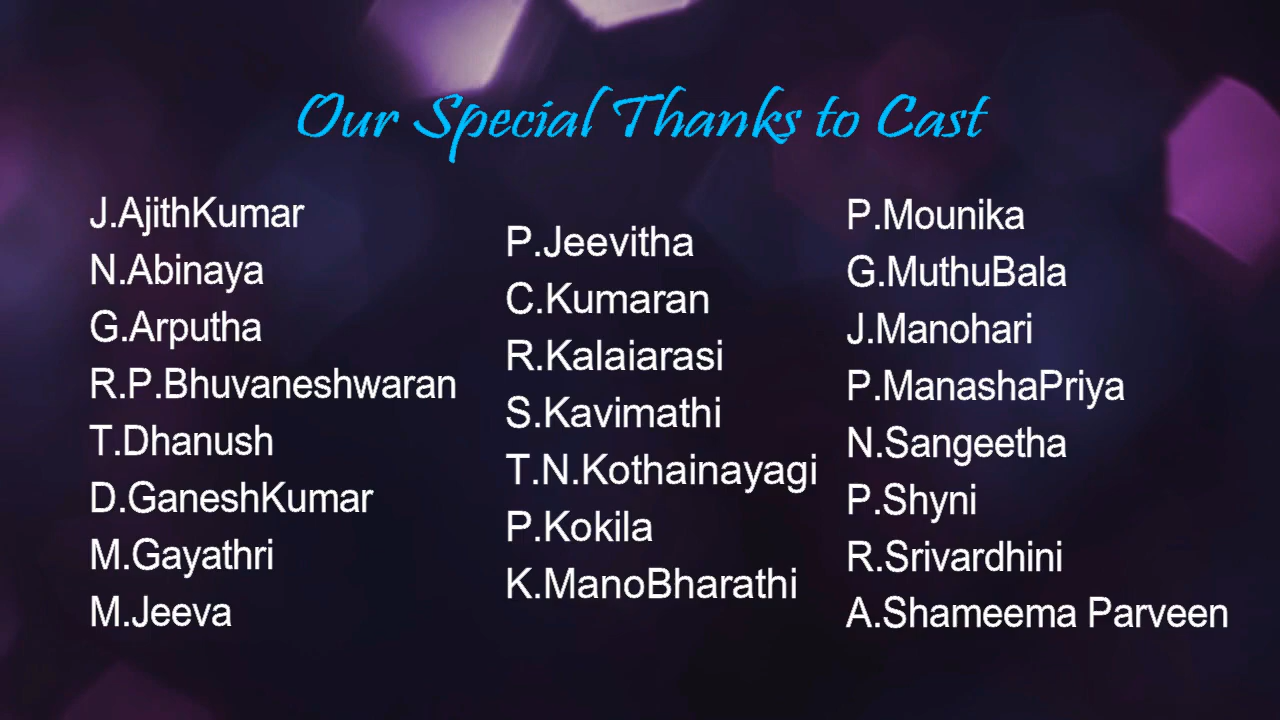 Our Special Thanks to Cast
J.AjithKumar
N.Abinaya
G.Arputha
R.P.Bhuvaneshwaran
T.Dhanush
D.GaneshKumar
M.Gayathri
M.Jeeva
P.Jeevitha
C.Kumaran
R.Kalaiarasi
S.Kavimathi
T.N.Kothainayagi
P.Kokila
K.ManoBharathi
P.Mounika
G.MuthuBala
J.Manohari
P.ManashaPriya
N.Sangeetha
P.Shyni
R.Srivardhini
A.Shameema Parveen